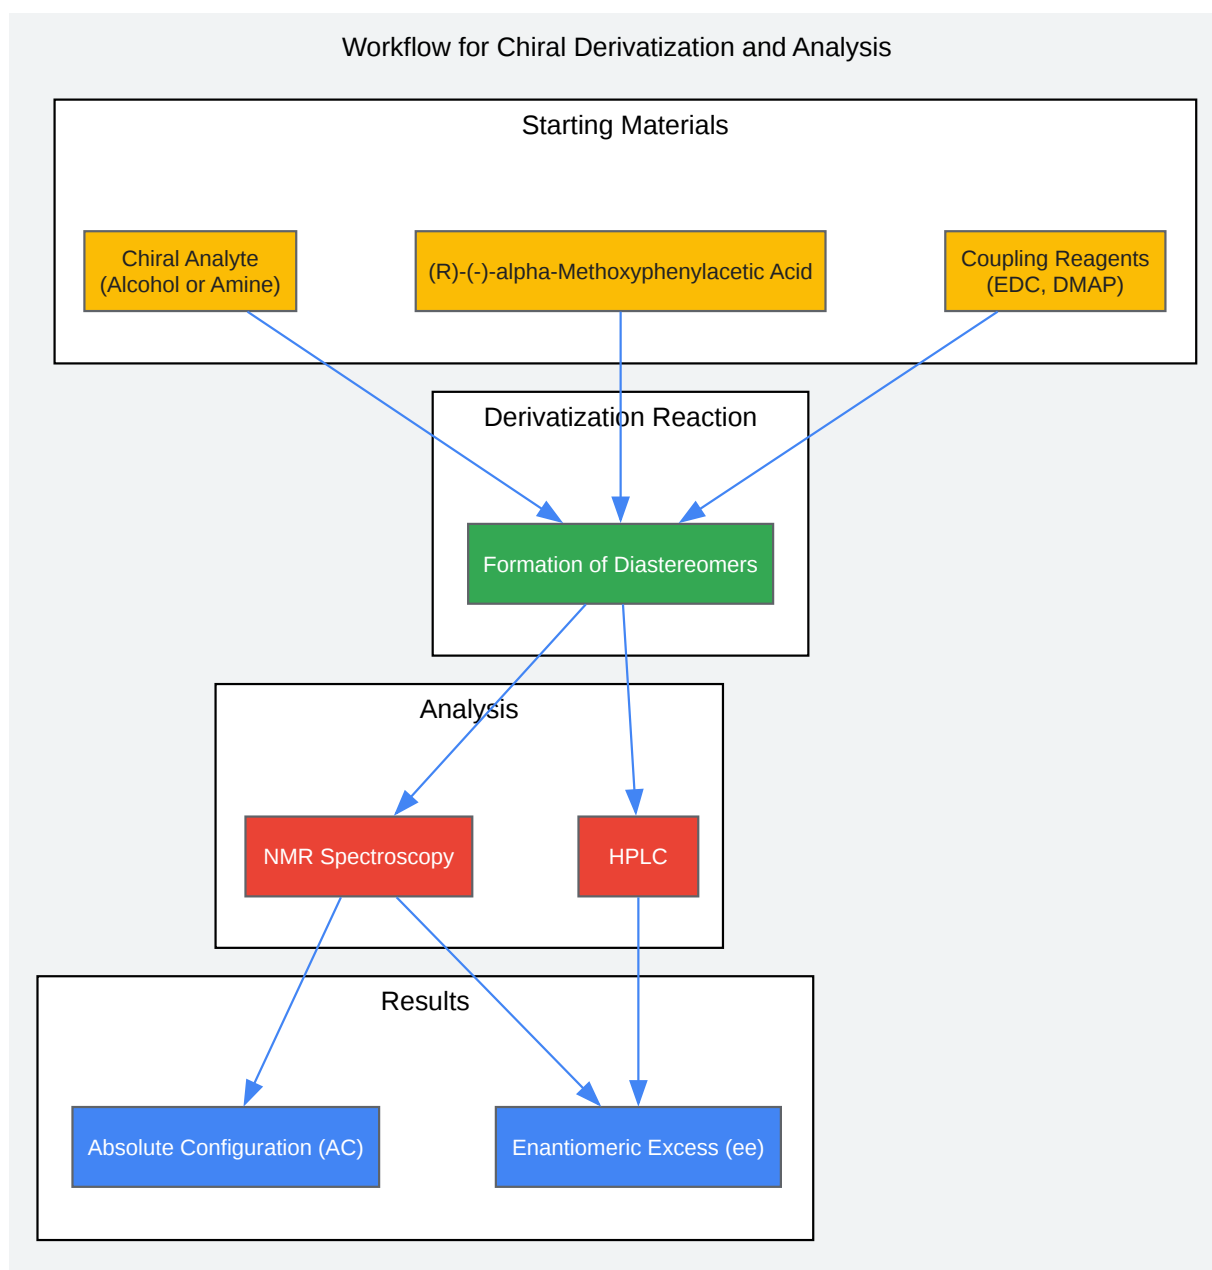 Workflow for Chiral Derivatization and Analysis
Starting Materials
Chiral Analyte
(Alcohol or Amine)
(R)-(-)-alpha-Methoxyphenylacetic Acid
Coupling Reagents
(EDC, DMAP)
Derivatization Reaction
Formation of Diastereomers
Analysis
NMR Spectroscopy
HPLC
Results
Absolute Configuration (AC)
Enantiomeric Excess (ee)